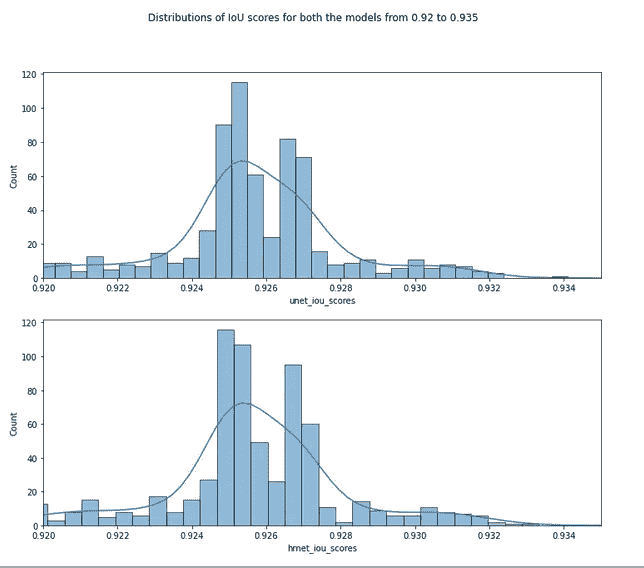 Distributions of IoU scores for both the models from 0.92 to 0.935
120
100
80
60
40
20
0
Count
0.920 0.922 0.924 0.926 0.928 0.930 0.932 0.934
unet_iou_scores
120
100
80
60
40
20
0
Count
0.920 0.922 0.924 0.926 0.928 0.930 0.932 0.934
hrnet_iou_scores